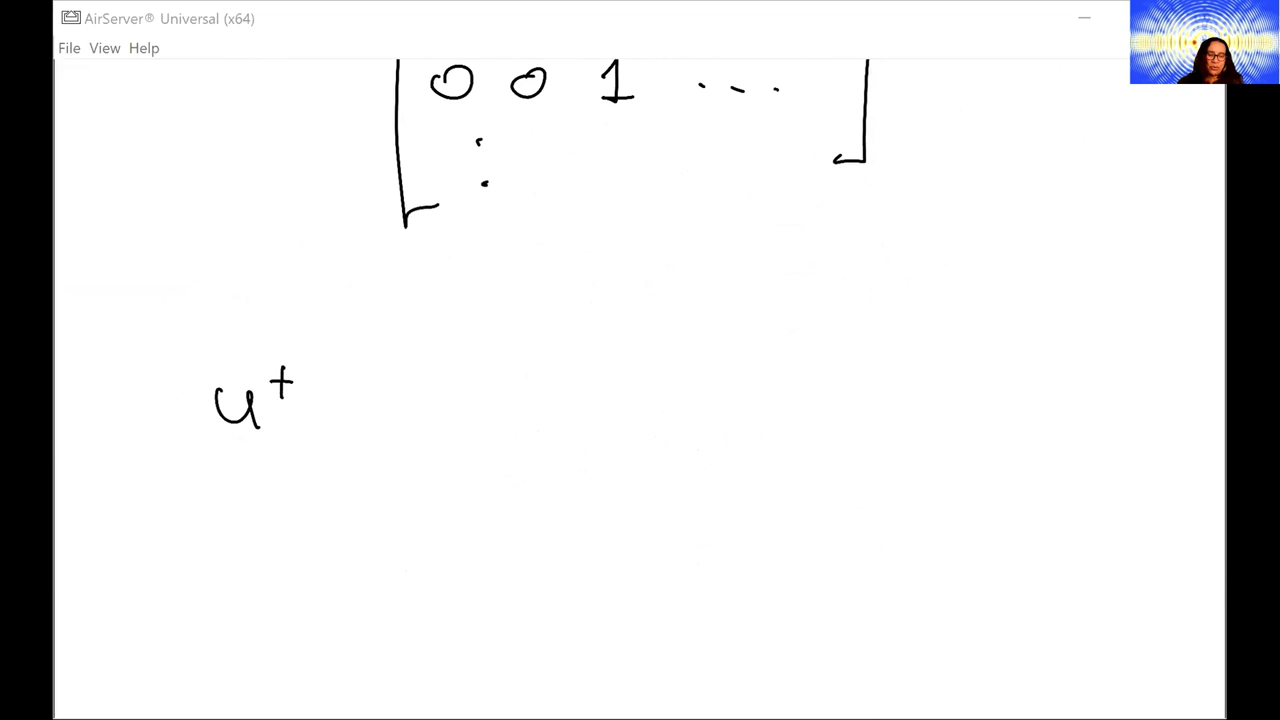 AirServer® Universal (x64)
File View Help
0 0 1 ...
:
u⁺